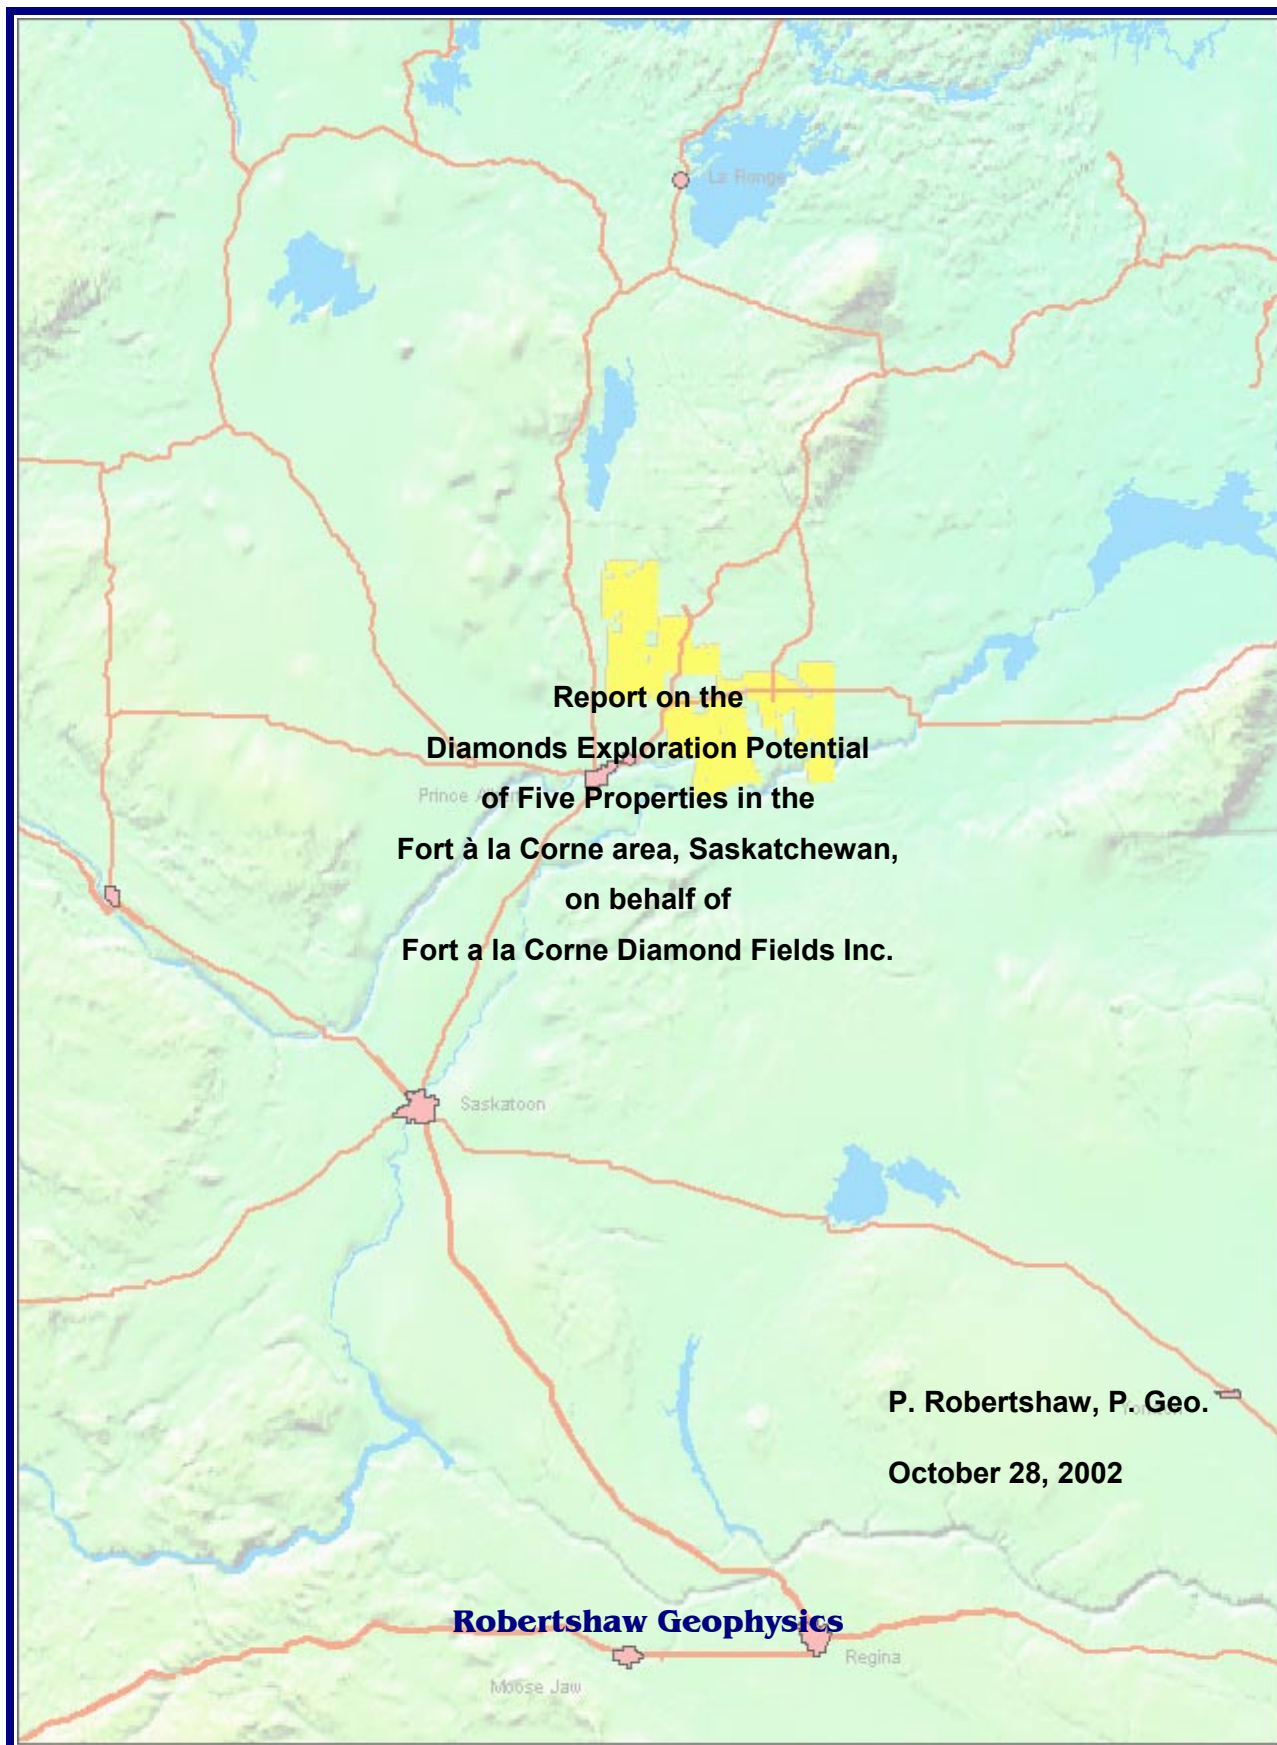 La Ronge
Report on the
Diamonds Exploration Potential
Prince
of Five Properties in the
Fort à la Corne area, Saskatchewan,
on behalf of
Fort a la Corne Diamond Fields Inc.
Saskatoon
P. Robertshaw, P. Geo.
October 28, 2002
Robertshaw Geophysics
Regina
Moose Jaw